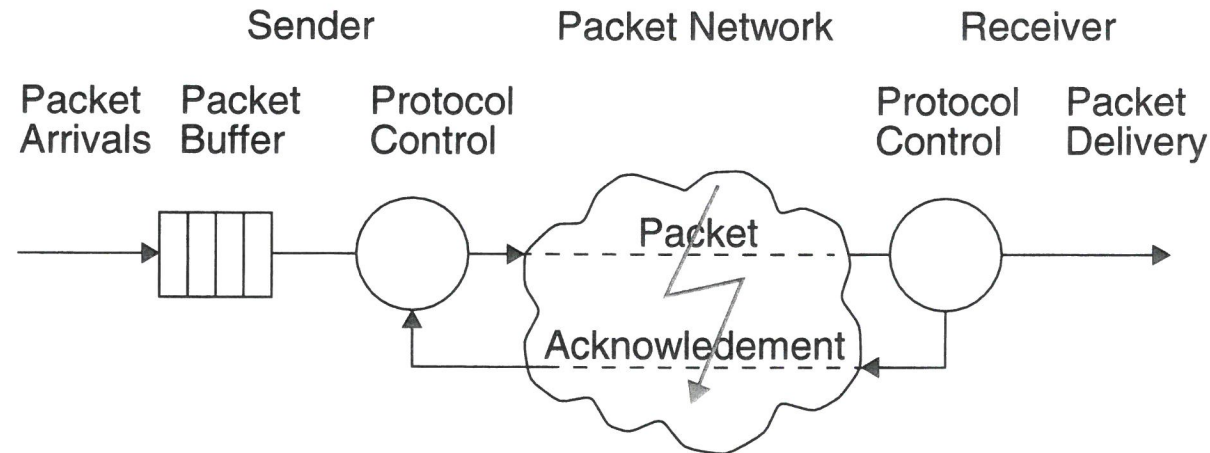 Sender Packet Network Receiver
Packet Packet Protocol Protocol Packet
Arrivals Buffer Control Control Delivery
Packet
Acknowledement